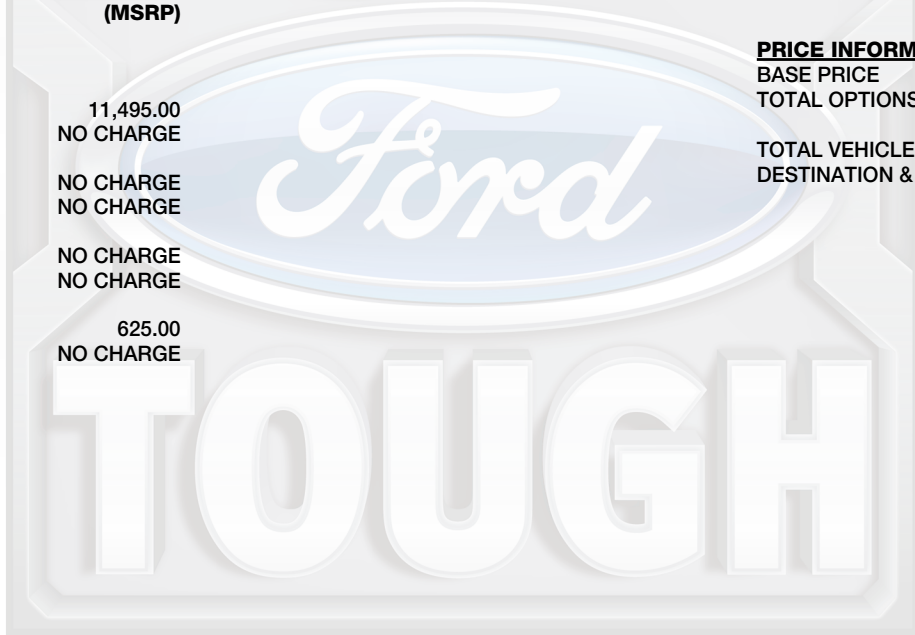 (MSRP)
11,495.00
NO CHARGE
NO CHARGE
NO CHARGE
NO CHARGE
NO CHARGE
625.00
NO CHARGE
PRICE INFORM
BASE PRICE
TOTAL OPTIONS
TOTAL VEHICLE
DESTINATION &
Ford
TOUGH